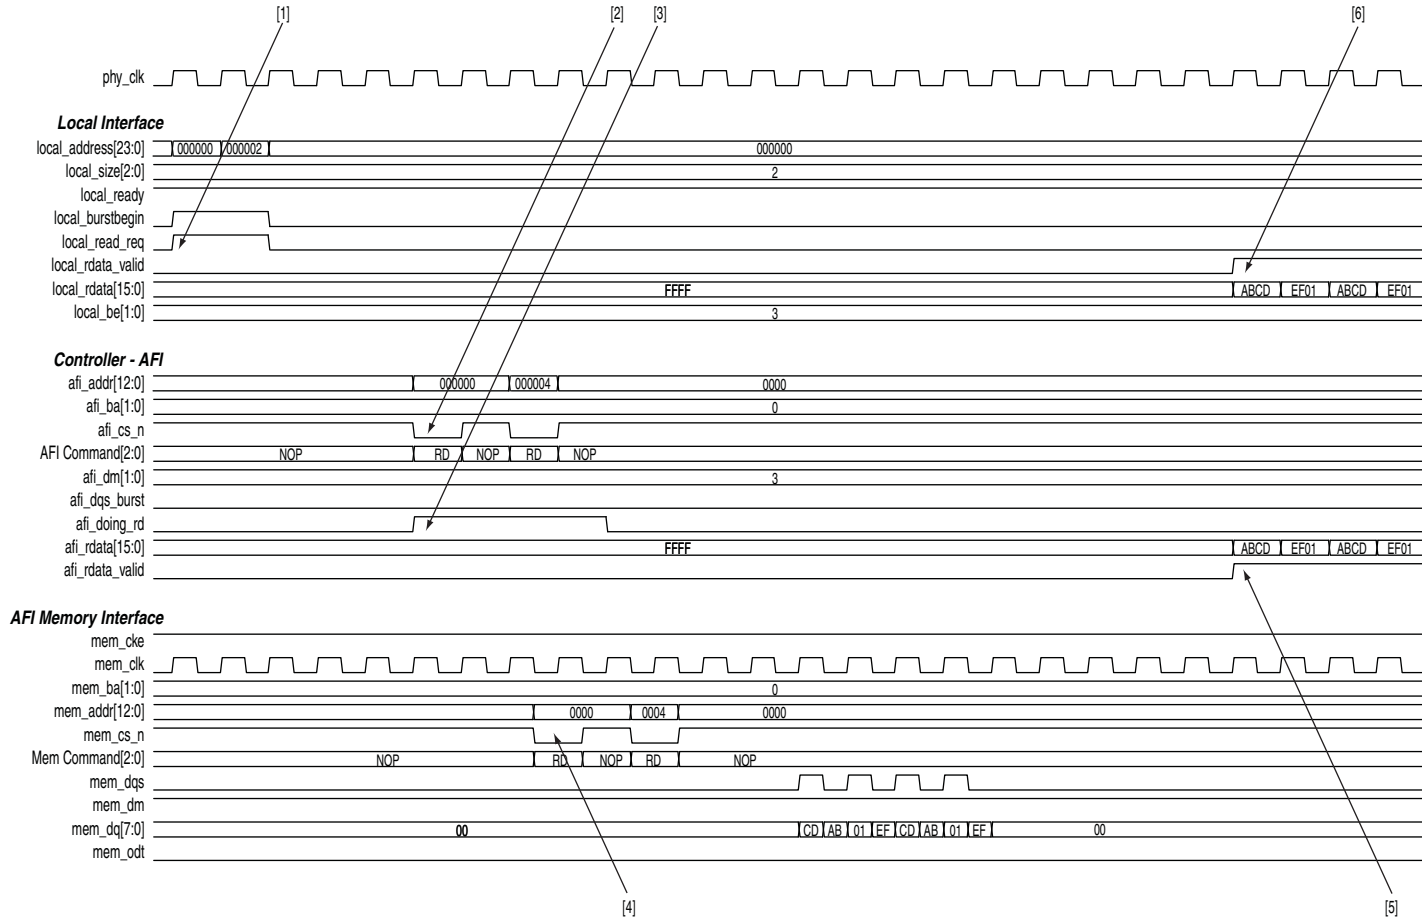 [1] [2] [3] [6]
phy_clk
Local Interface
local_address[23:0] 000000 000002 000000
local_size[2:0] 2
local_ready
local_burstbegin
local_read_req
local_rdata_valid
local_rdata[15:0] FFFF ABCD EF01 ABCD EF01
local_be[1:0] 3
Controller - AFI
afi_addr[12:0] 000000 000004 0000
afi_ba[1:0] 0
afi_cs_n
AFI Command[2:0] NOP RD NOP RD NOP
afi_dm[1:0] 3
afi_dqs_burst
afi_doing_rd
afi_rdata[15:0] FFFF ABCD EF01 ABCD EF01
afi_rdata_valid
AFI Memory Interface
mem_cke
mem_clk
mem_ba[1:0] 0
mem_addr[12:0] 0000 0004 0000
mem_cs_n
Mem Command[2:0] NOP RD NOP RD NOP
mem_dqs
mem_dm
mem_dq[7:0] 00 CD AB 01 EF CD AB 01 EF 00
mem_odt
[4] [5]